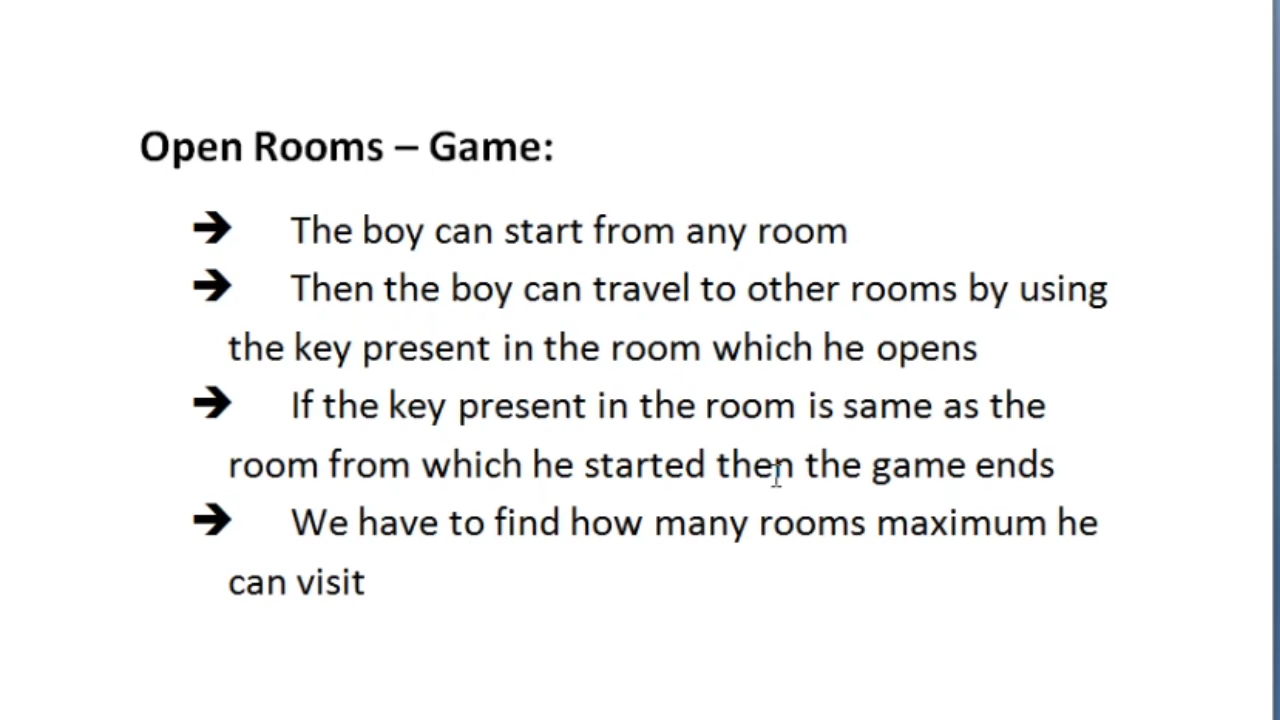 Open Rooms – Game:
➔ The boy can start from any room
➔ Then the boy can travel to other rooms by using
the key present in the room which he opens
➔ If the key present in the room is same as the
room from which he started then the game ends
➔ We have to find how many rooms maximum he
can visit